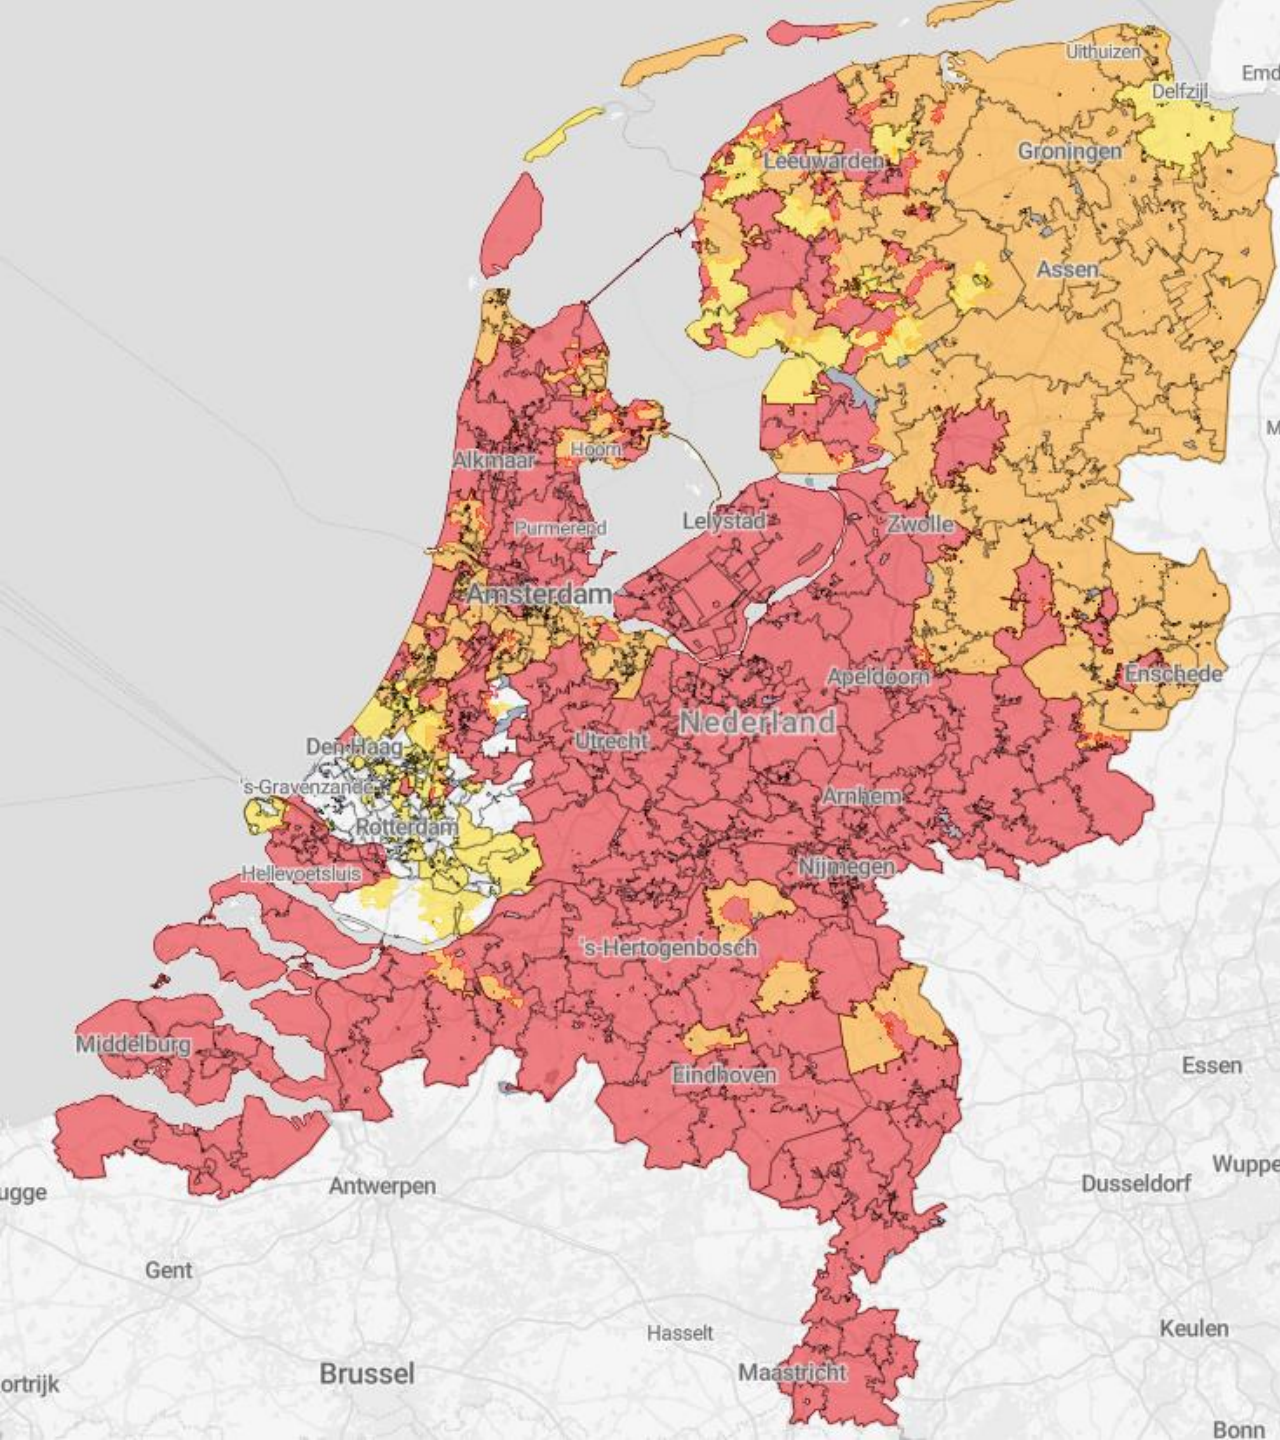 Uithuizen
Emd
Delfzijl
Groningen
Leeuwarden
Assen
M
Hoorn
Alkmaar
Lelystad
Zwolle
Purmerend
Amsterdam
Apeldoorn
Enschede
Nederland
Den Haag
Utrecht
's-Gravenzande
Arnhem
Rotterdam
Nijmegen
Hellevoetsluis
's-Hertogenbosch
Middelburg
Essen
Eindhoven
Wuppe
ugge
Antwerpen
Dusseldorf
Gent
Hasselt
Keulen
Brussel
Maastricht
ortrijk
Bonn